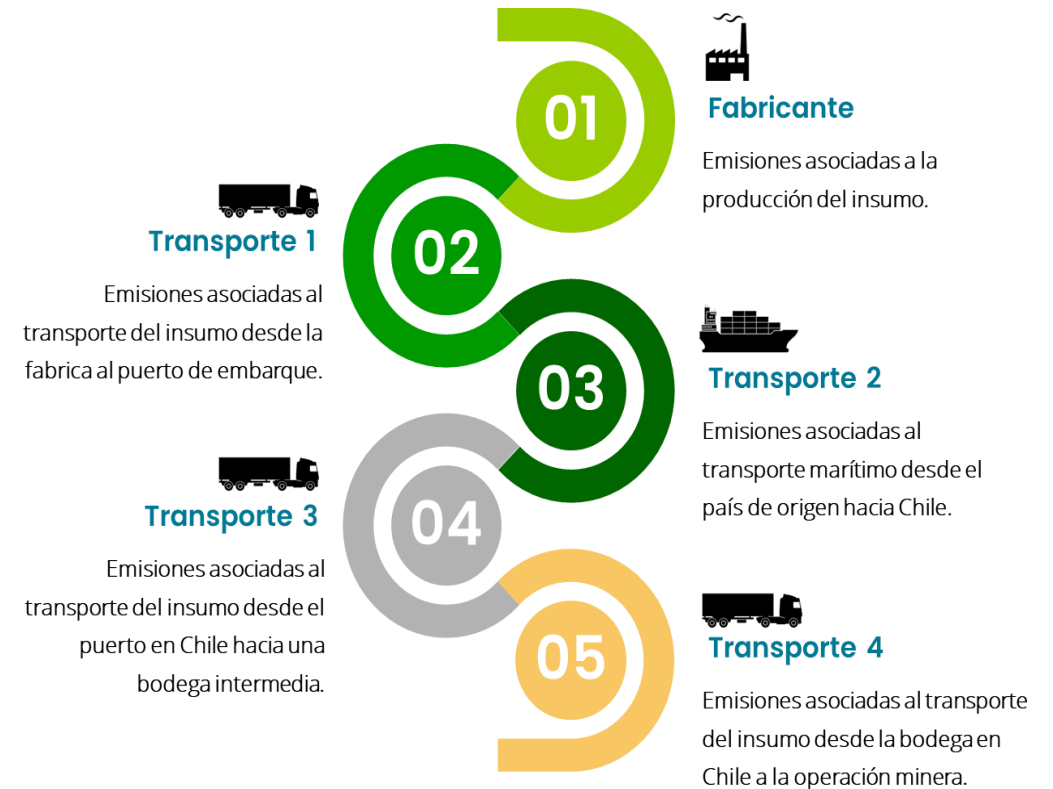 01
Fabricante
Emisiones asociadas a la
producción del insumo.
02
Transporte 1
Emisiones asociadas al
transporte del insumo desde la
fabrica al puerto de embarque.
03
Transporte 2
Emisiones asociadas al
transporte marítimo desde el
país de origen hacia Chile.
04
Transporte 3
Emisiones asociadas al
transporte del insumo desde el
puerto en Chile hacia una
bodega intermedia.
05
Transporte 4
Emisiones asociadas al transporte
del insumo desde la bodega en
Chile a la operación minera.